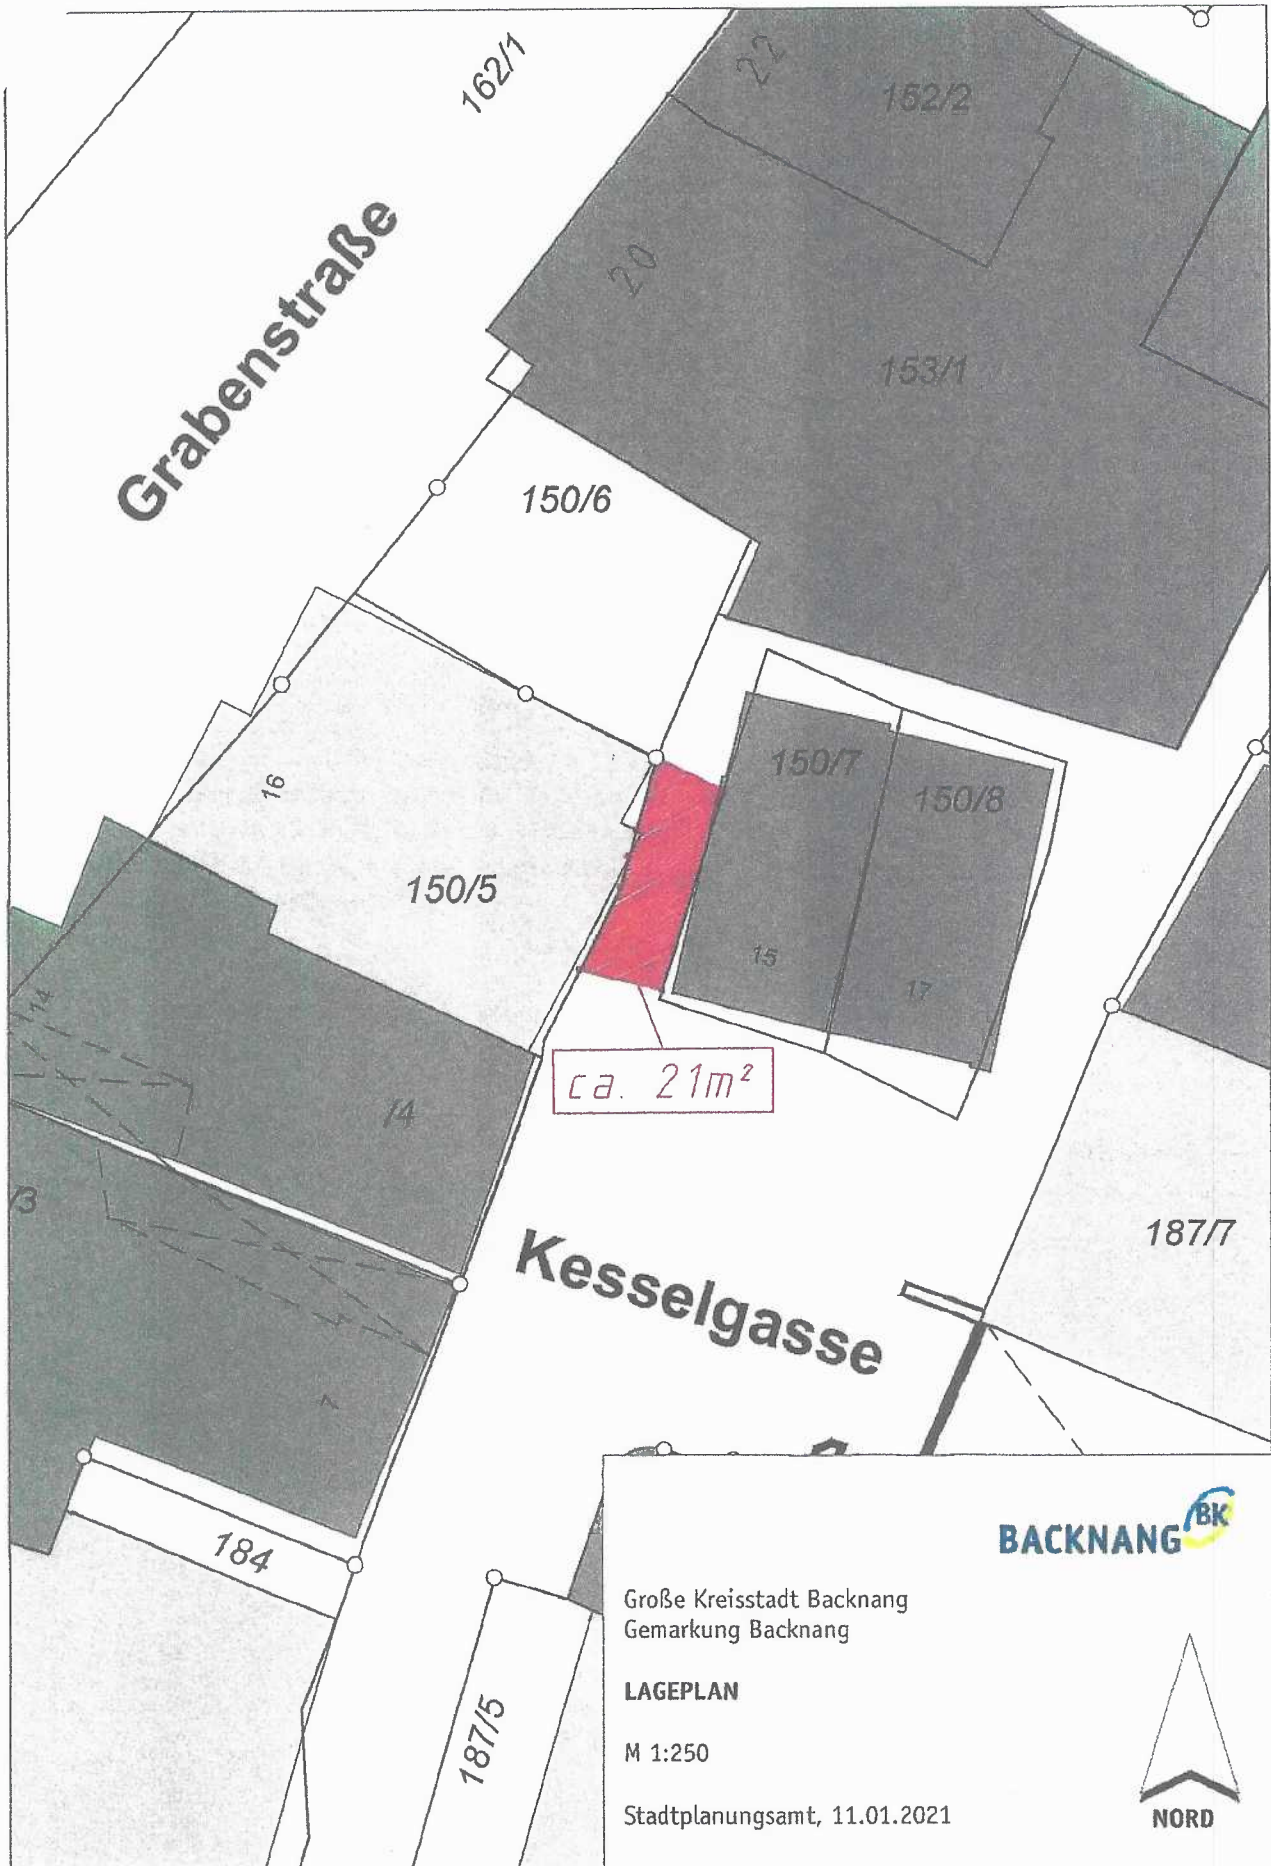 162/1
22
152/2
20
Grabenstraße
153/1
150/6
150/7
150/8
16
150/5
15
17
14
ca. 21m²
/4
/3
187/7
Kesselgasse
7
184
187/5
BACKNANG BK
Große Kreisstadt Backnang
Gemarkung Backnang
LAGEPLAN
M 1:250
Stadtplanungsamt, 11.01.2021
NORD